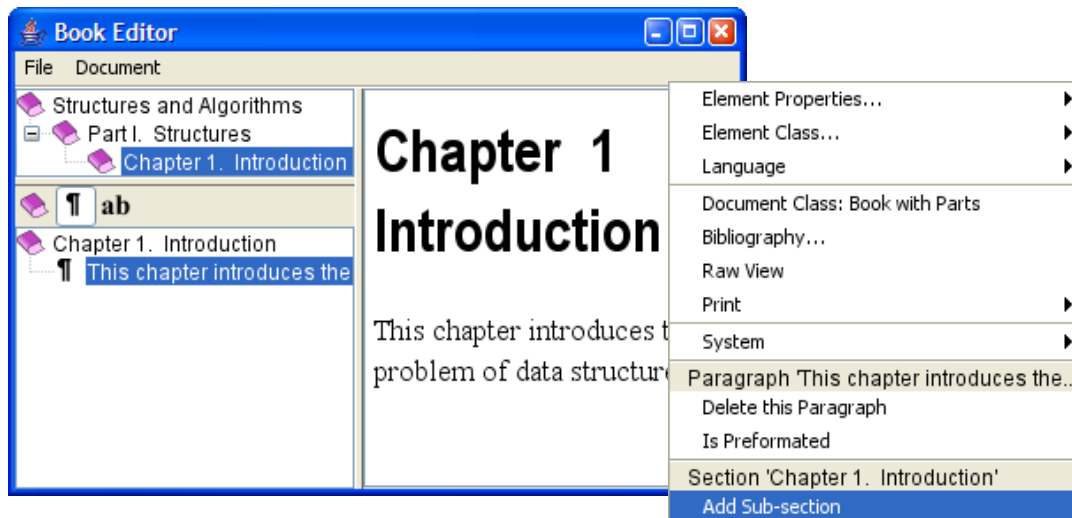 Book Editor
File Document
Structures and Algorithms
Part I. Structures
Chapter 1. Introduction
¶ ab
Chapter 1. Introduction
¶ This chapter introduces the
Chapter 1
Introduction
This chapter introduces t
problem of data structure
Element Properties...
Element Class...
Language
Document Class: Book with Parts
Bibliography...
Raw View
Print
System
Paragraph 'This chapter introduces the..
Delete this Paragraph
Is Preformated
Section 'Chapter 1. Introduction'
Add Sub-section